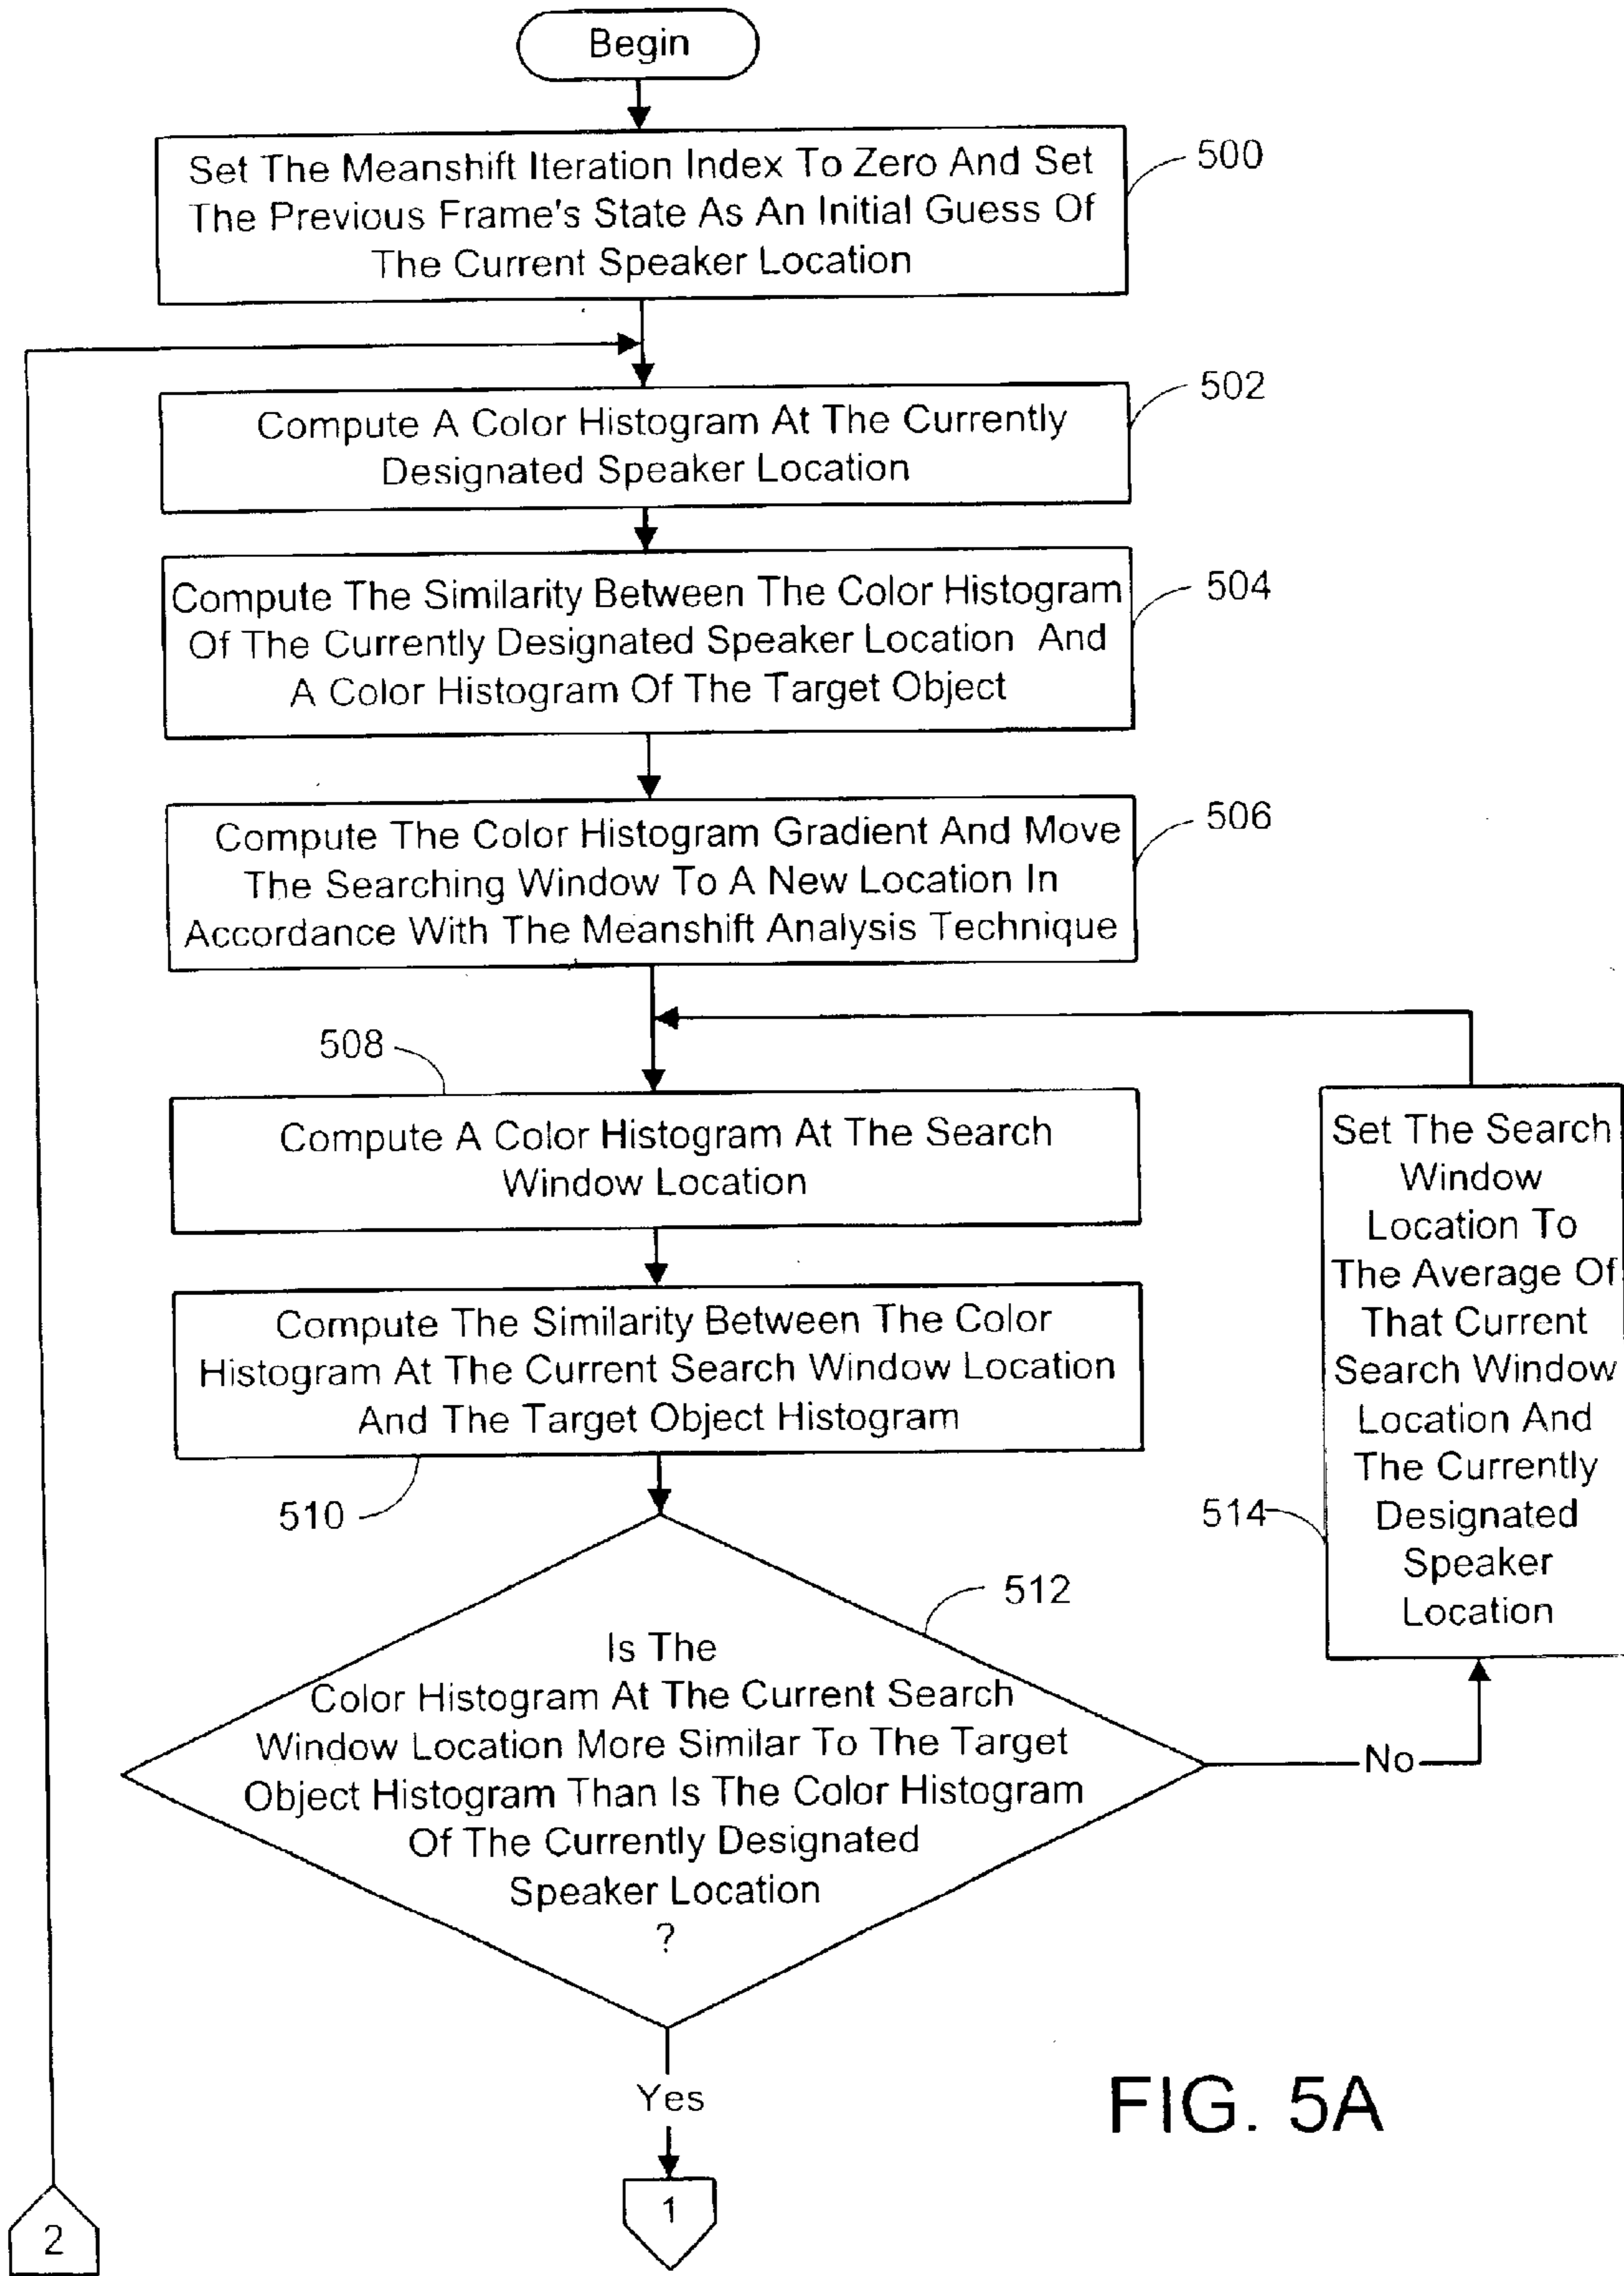 Begin
Set The Meanshift Iteration Index To Zero And Set
The Previous Frame's State As An Initial Guess Of
The Current Speaker Location
500
Compute A Color Histogram At The Currently
Designated Speaker Location
502
Compute The Similarity Between The Color Histogram
Of The Currently Designated Speaker Location And
A Color Histogram Of The Target Object
504
Compute The Color Histogram Gradient And Move
The Searching Window To A New Location In
Accordance With The Meanshift Analysis Technique
506
508
Compute A Color Histogram At The Search
Window Location
Compute The Similarity Between The Color
Histogram At The Current Search Window Location
And The Target Object Histogram
510
512
Is The
Color Histogram At The Current Search
Window Location More Similar To The Target
Object Histogram Than Is The Color Histogram
Of The Currently Designated
Speaker Location
?
No
514
Set The Search
Window
Location To
The Average Of
That Current
Search Window
Location And
The Currently
Designated
Speaker
Location
Yes
1
2
FIG. 5A